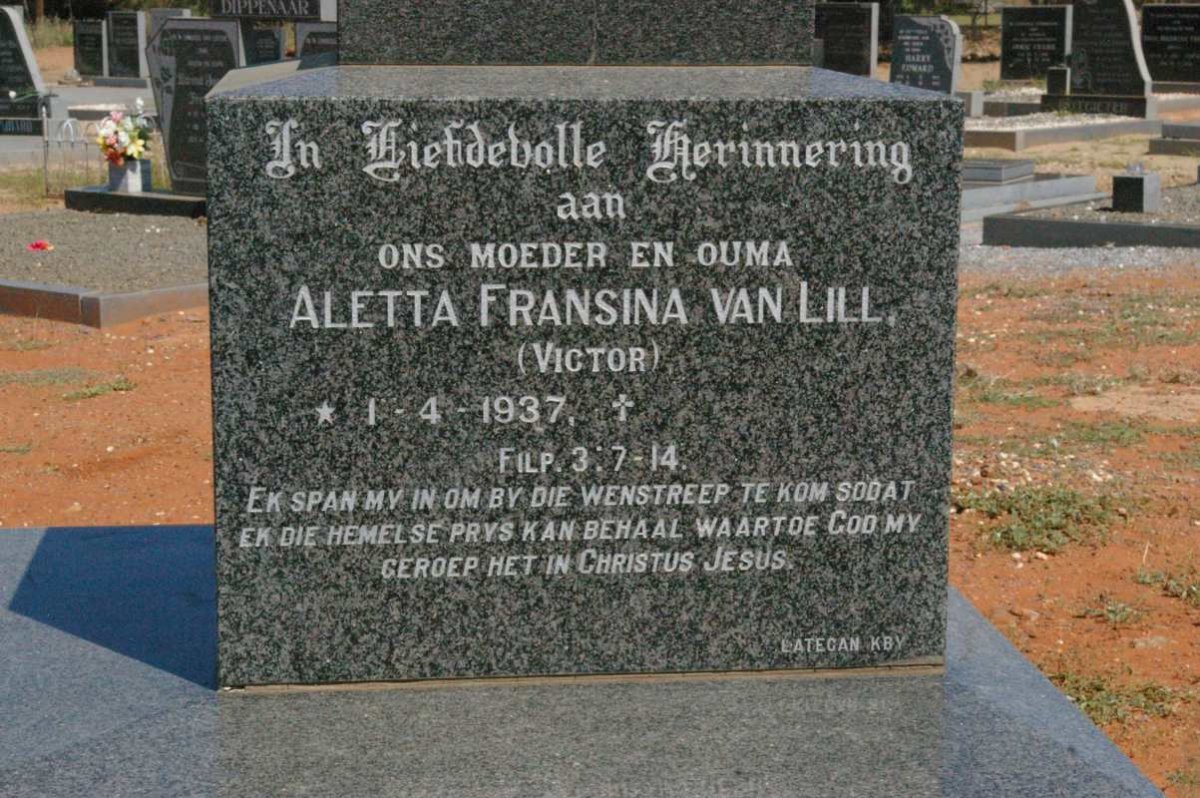 DIPPENAAR
HARRY
EDWARD
In Liefdevolle Herinnering
aan
ONS MOEDER EN OUMA
ALETTA FRANSINA VAN LILL.
(VICTOR)
★ 1 - 4 - 1937, ✝
FILP. 3:7-14.
EK SPAN MY IN OM BY DIE WENSTREEP TE KOM SODAT
EK DIE HEMELSE PRYS KAN BEHAAL WAARTOE GOD MY
GEROEP HET IN CHRISTUS JESUS.
LATEGAN KBY